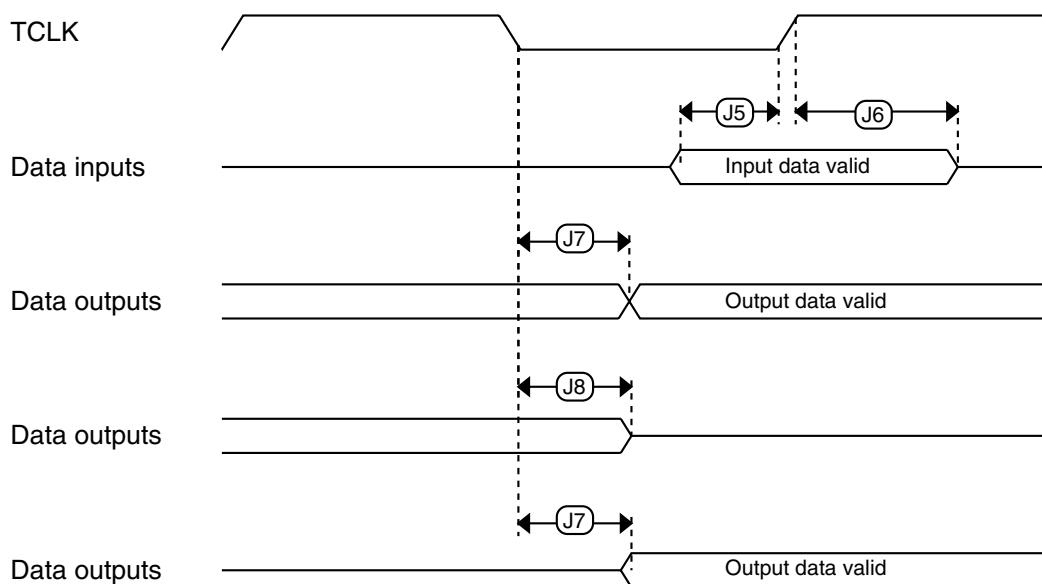 TCLK
J5
J6
Data inputs
Input data valid
J7
Data outputs
Output data valid
J8
Data outputs
J7
Data outputs
Output data valid